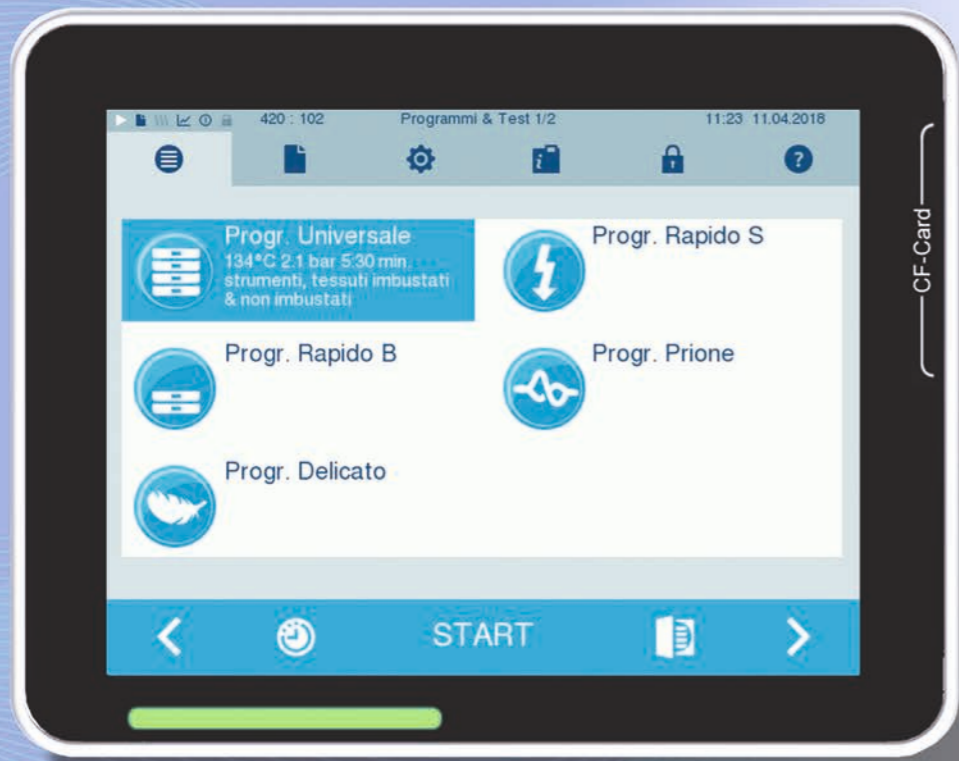 420 : 102 Programmi & Test 1/2 11:23 11.04.2018
Progr. Universale
134°C 2.1 bar 5:30 min
strumenti, tessuti imbustati
& non imbustati
Progr. Rapido S
Progr. Rapido B
Progr. Prione
Progr. Delicato
START
CF-Card